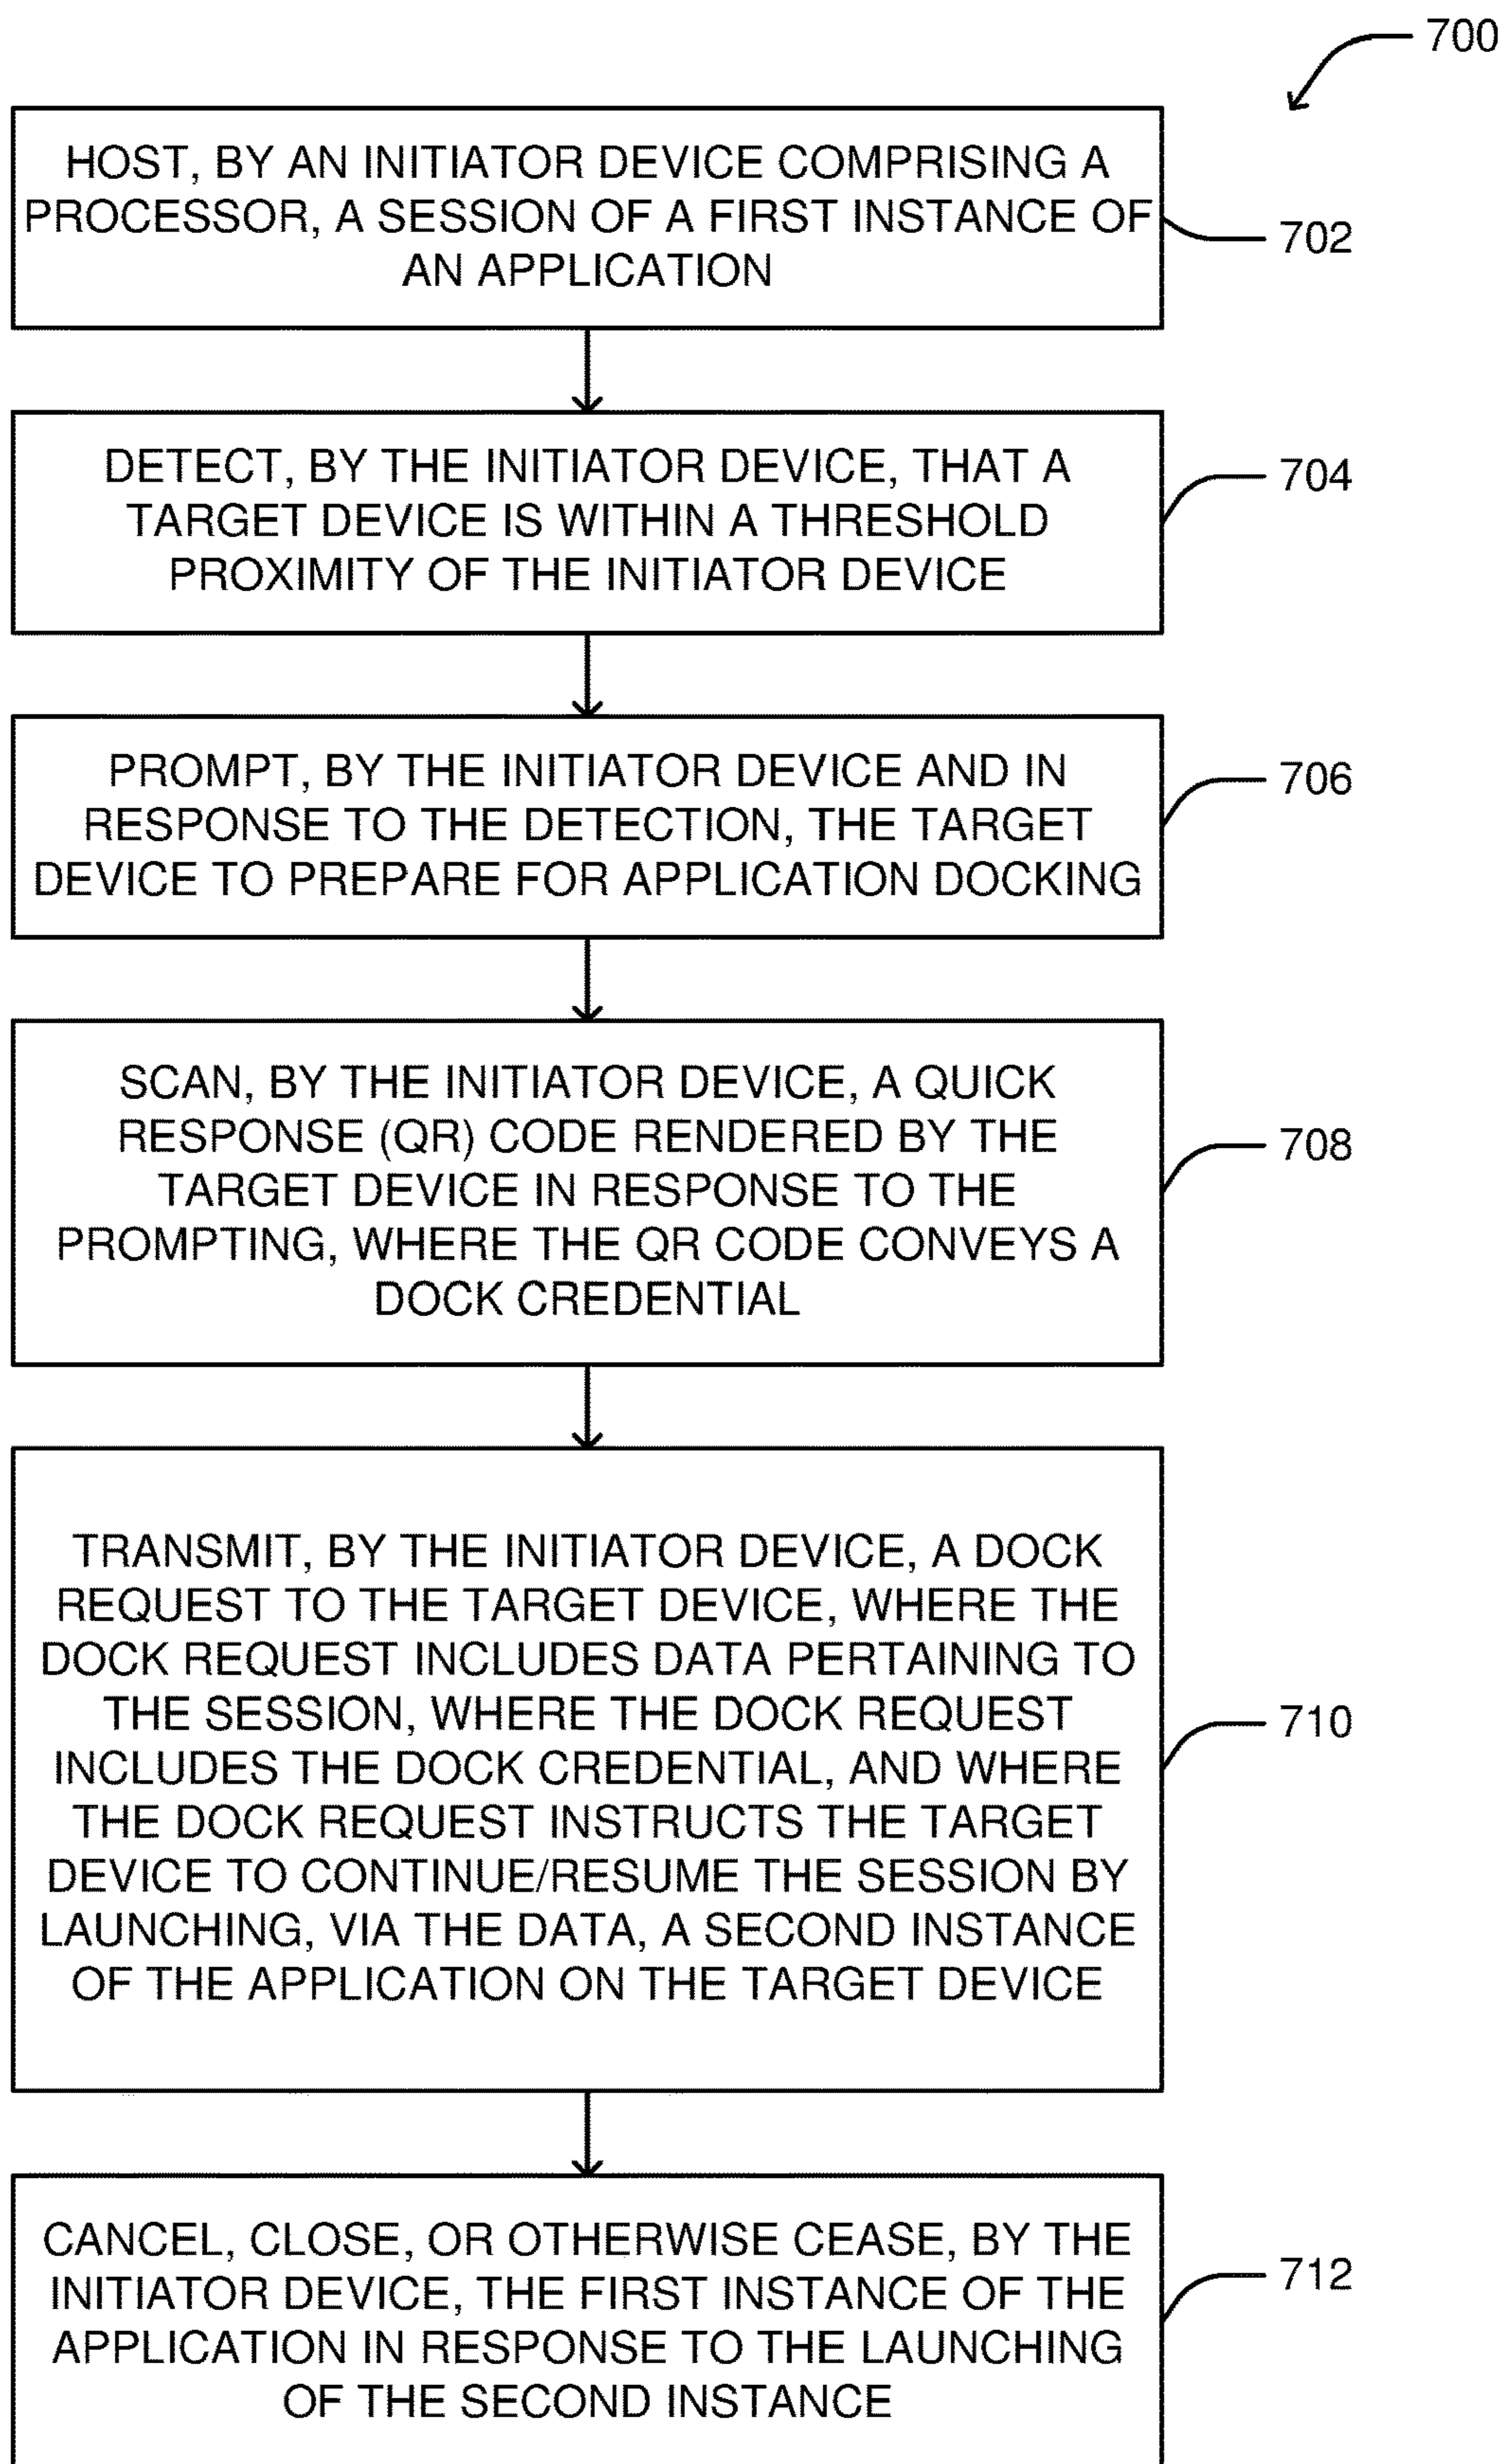 700
HOST, BY AN INITIATOR DEVICE COMPRISING A
PROCESSOR, A SESSION OF A FIRST INSTANCE OF
AN APPLICATION
702
DETECT, BY THE INITIATOR DEVICE, THAT A
TARGET DEVICE IS WITHIN A THRESHOLD
PROXIMITY OF THE INITIATOR DEVICE
704
PROMPT, BY THE INITIATOR DEVICE AND IN
RESPONSE TO THE DETECTION, THE TARGET
DEVICE TO PREPARE FOR APPLICATION DOCKING
706
SCAN, BY THE INITIATOR DEVICE, A QUICK
RESPONSE (QR) CODE RENDERED BY THE
TARGET DEVICE IN RESPONSE TO THE
PROMPTING, WHERE THE QR CODE CONVEYS A
DOCK CREDENTIAL
708
TRANSMIT, BY THE INITIATOR DEVICE, A DOCK
REQUEST TO THE TARGET DEVICE, WHERE THE
DOCK REQUEST INCLUDES DATA PERTAINING TO
THE SESSION, WHERE THE DOCK REQUEST
INCLUDES THE DOCK CREDENTIAL, AND WHERE
THE DOCK REQUEST INSTRUCTS THE TARGET
DEVICE TO CONTINUE/RESUME THE SESSION BY
LAUNCHING, VIA THE DATA, A SECOND INSTANCE
OF THE APPLICATION ON THE TARGET DEVICE
710
CANCEL, CLOSE, OR OTHERWISE CEASE, BY THE
INITIATOR DEVICE, THE FIRST INSTANCE OF THE
APPLICATION IN RESPONSE TO THE LAUNCHING
OF THE SECOND INSTANCE
712